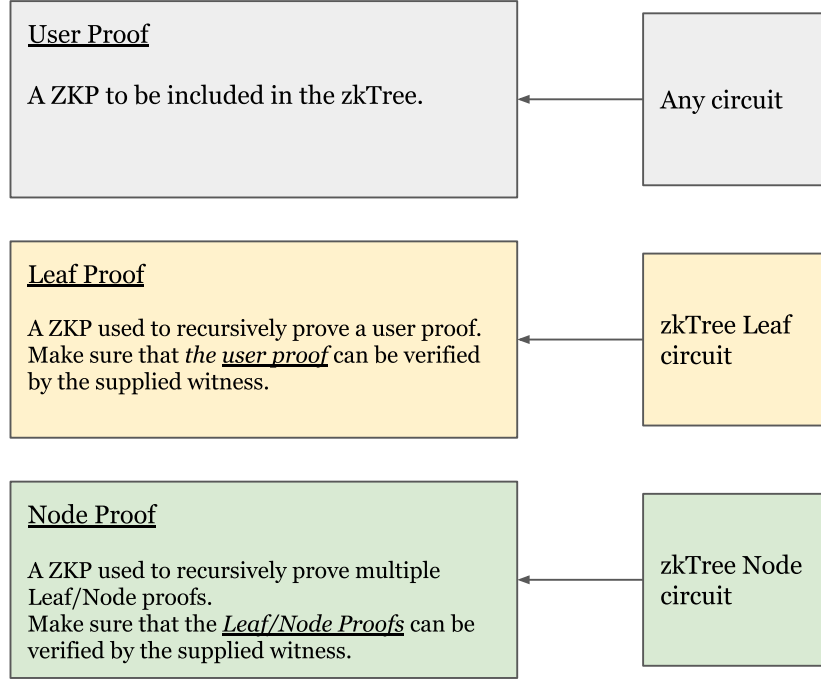 User Proof
A ZKP to be included in the zkTree.
Any circuit
Leaf Proof
A ZKP used to recursively prove a user proof.
Make sure that the user proof can be verified
by the supplied witness.
zkTree Leaf
circuit
Node Proof
A ZKP used to recursively prove multiple
Leaf/Node proofs.
Make sure that the Leaf/Node Proofs can be
verified by the supplied witness.
zkTree Node
circuit